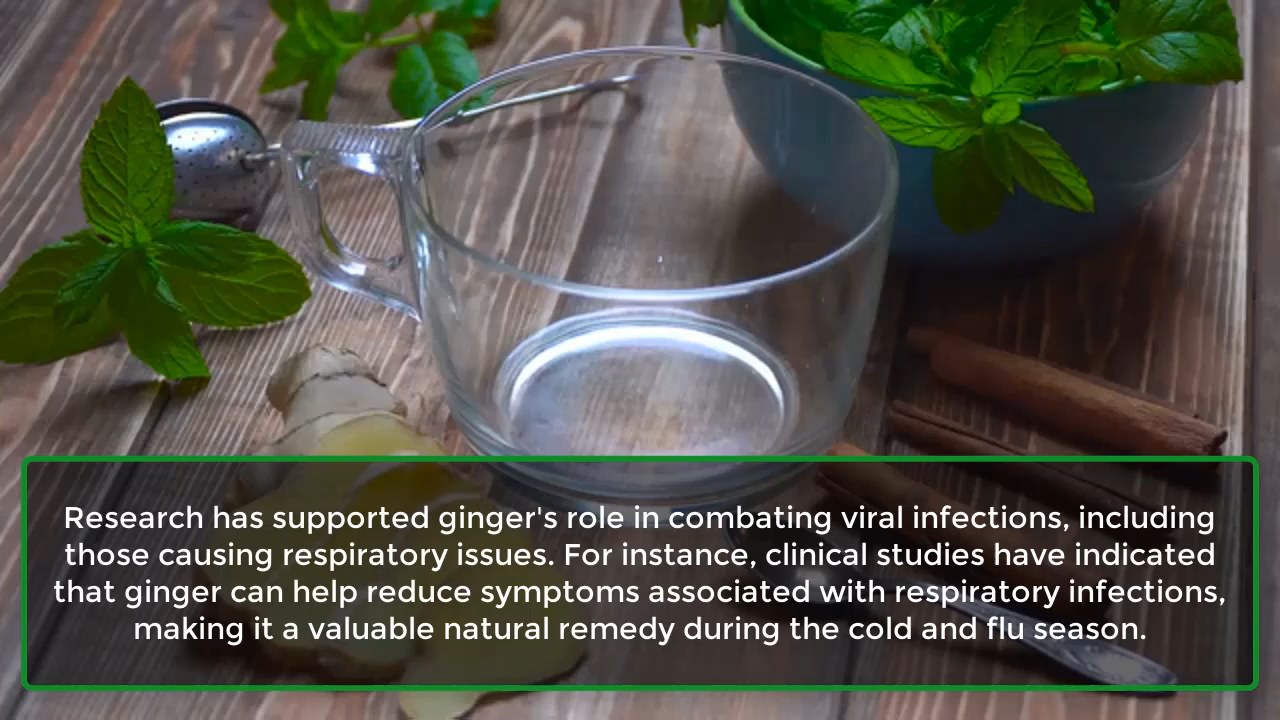 Research has supported ginger's role in combating viral infections, including
those causing respiratory issues. For instance, clinical studies have indicated
that ginger can help reduce symptoms associated with respiratory infections,
making it a valuable natural remedy during the cold and flu season.